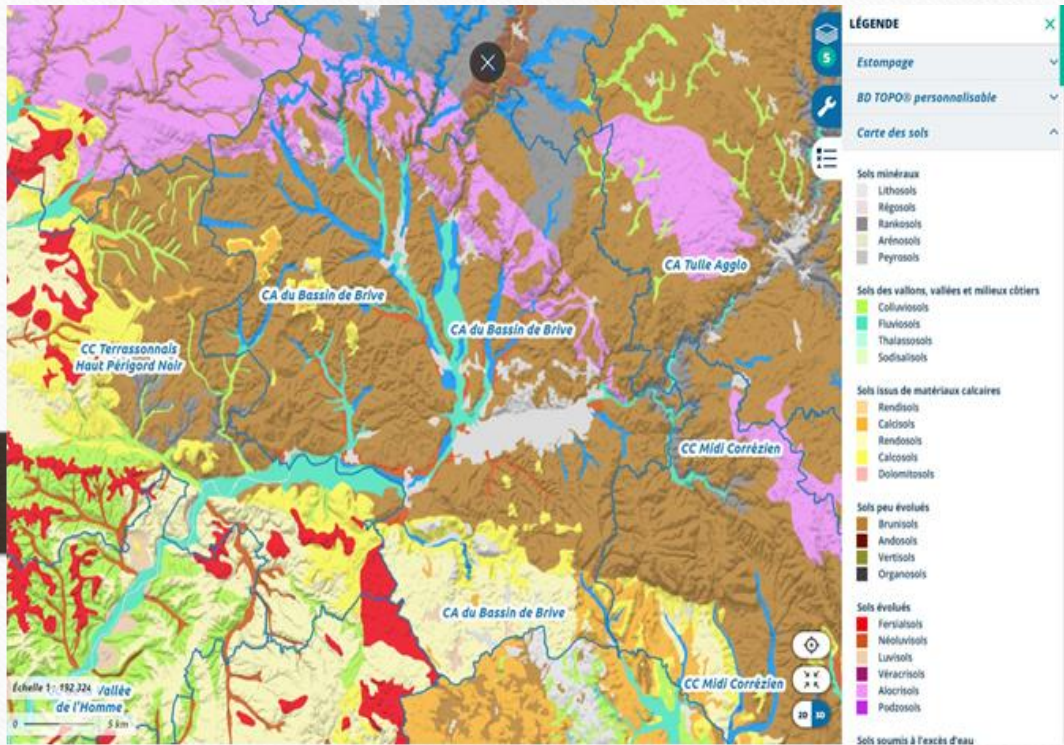 LÉGENDE
Estompage
BD TOPO® personnalisable
Carte des sols
Sols minéraux
Lithosols
Régosols
Rankosols
Arénosols
Peyrosols
Sols des vallons, vallées et milieux côtiers
Colluviosols
Fluviosols
Thalassosols
Sodisalisols
Sols issus de matériaux calcaires
Rendisols
Calcisols
Rendosols
Calcosols
Dolomitosols
Sols peu évolués
Brunisols
Andosols
Vertisols
Organosols
Sols évolués
Fersialsols
Néoluvisols
Luvisols
Véracrisols
Alocrisols
Podzosols
Sols soumis à l'excès d'eau
5
CA Tulle Agglo
CA du Bassin de Brive
CA du Bassin de Brive
CC Terrassonnais
Haut Périgord Noir
CC Midi Corrézien
CA du Bassin de Brive
CC Midi Corrézien
Échelle 1 : 192 324
Vallée
de l'Homme
0 5 km
2D 3D